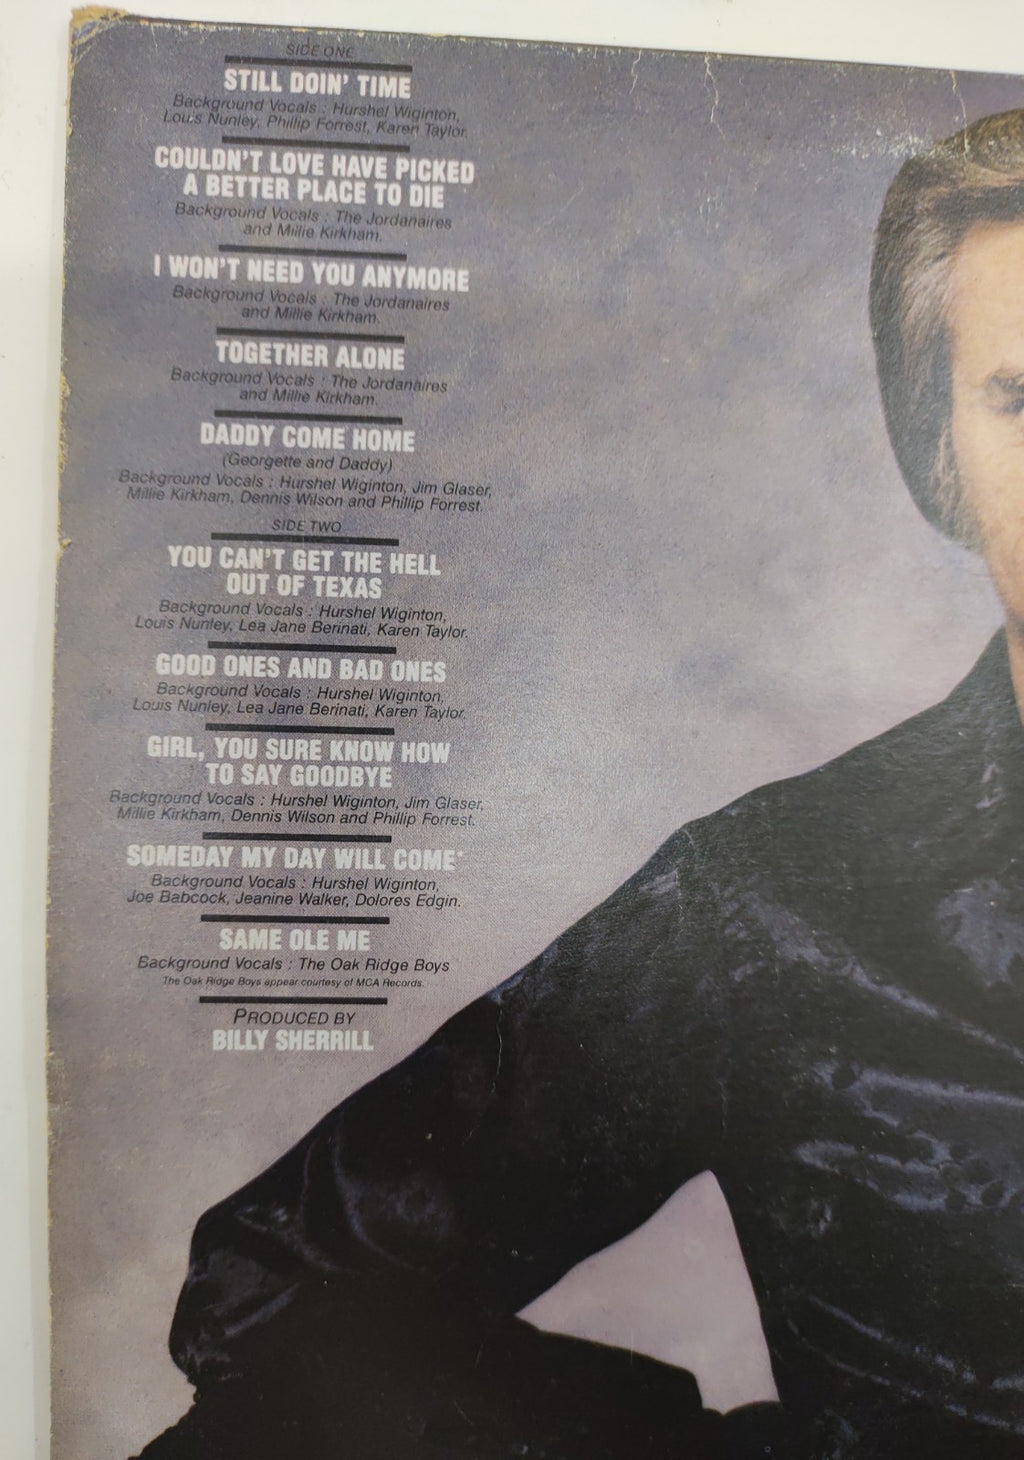 SIDE ONE
STILL DOIN' TIME
Background Vocals : Hurshel Wiginton,
Louis Nunley, Phillip Forrest, Karen Taylor.
COULDN'T LOVE HAVE PICKED
A BETTER PLACE TO DIE
Background Vocals : The Jordanaires
and Millie Kirkham.
I WON'T NEED YOU ANYMORE
Background Vocals : The Jordanaires
and Millie Kirkham.
TOGETHER ALONE
Background Vocals : The Jordanaires
and Millie Kirkham.
DADDY COME HOME
(Georgette and Daddy)
Background Vocals : Hurshel Wiginton, Jim Glaser,
Millie Kirkham, Dennis Wilson and Phillip Forrest.
SIDE TWO
YOU CAN'T GET THE HELL
OUT OF TEXAS
Background Vocals : Hurshel Wiginton,
Louis Nunley, Lea Jane Berinati, Karen Taylor.
GOOD ONES AND BAD ONES
Background Vocals : Hurshel Wiginton,
Louis Nunley, Lea Jane Berinati, Karen Taylor.
GIRL, YOU SURE KNOW HOW
TO SAY GOODBYE
Background Vocals : Hurshel Wiginton, Jim Glaser,
Millie Kirkham, Dennis Wilson and Phillip Forrest.
SOMEDAY MY DAY WILL COME*
Background Vocals : Hurshel Wiginton,
Joe Babcock, Jeanine Walker, Dolores Edgin.
SAME OLE ME
Background Vocals : The Oak Ridge Boys
The Oak Ridge Boys appear courtesy of MCA Records.
PRODUCED BY
BILLY SHERRILL